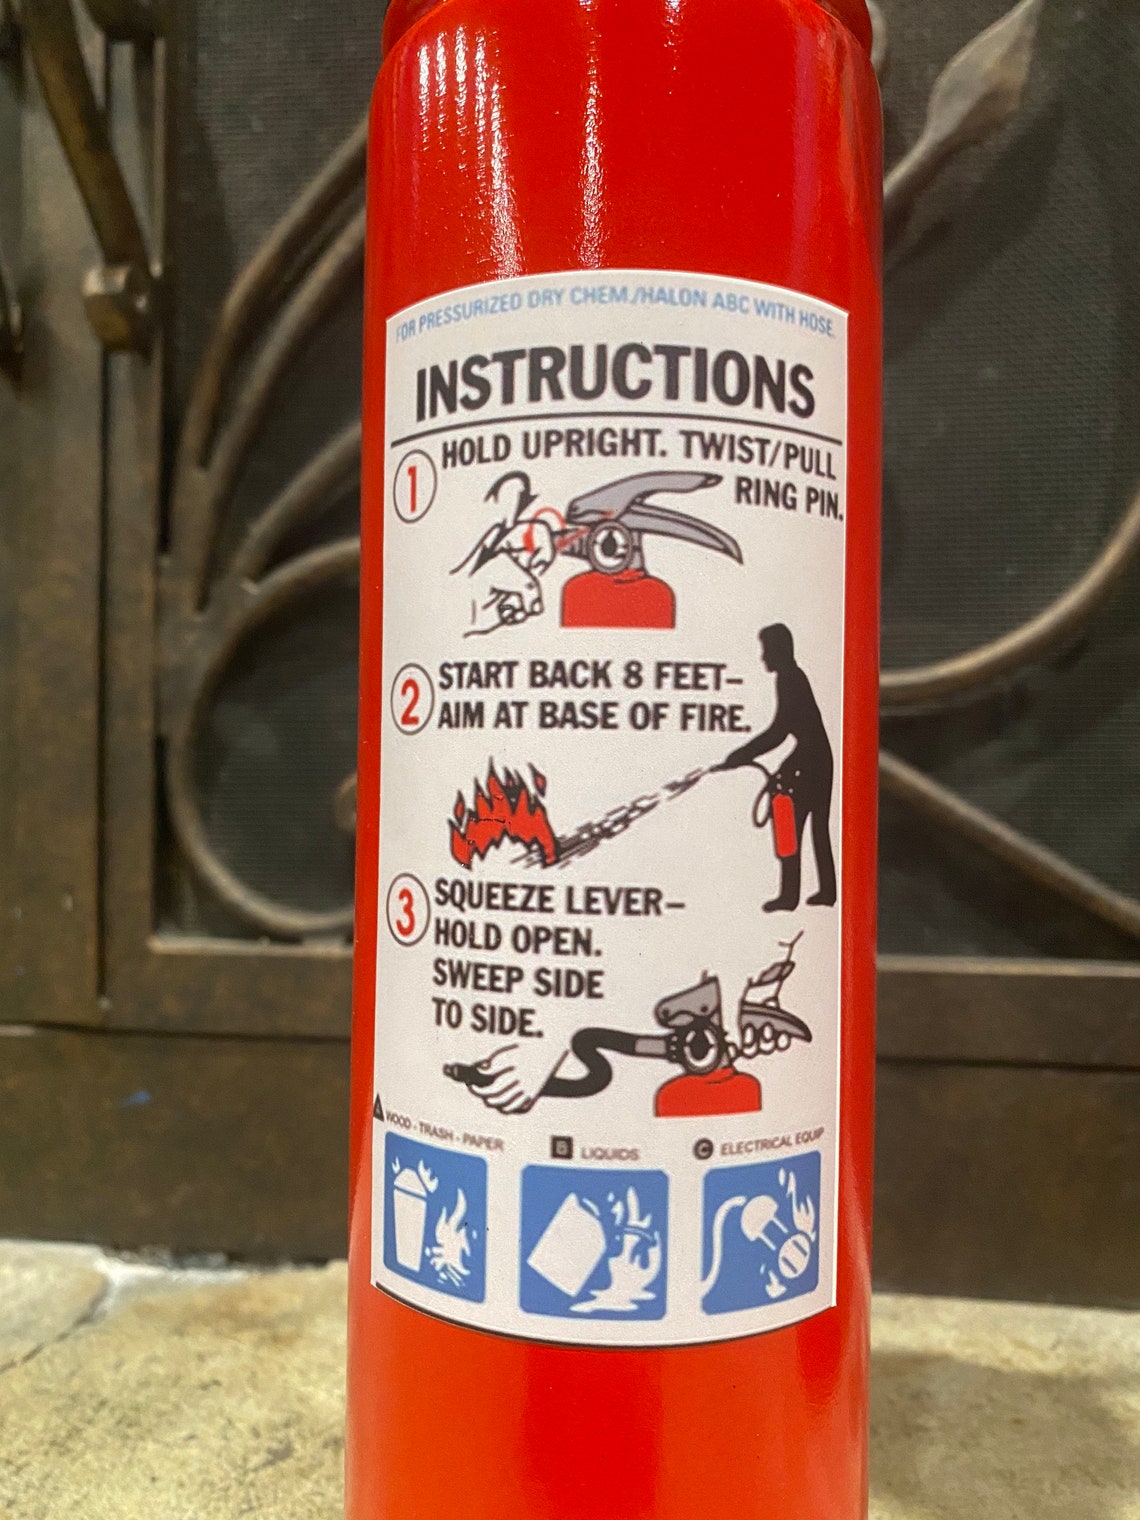 FOR PRESSURIZED DRY CHEM./HALON ABC WITH HOSE.
INSTRUCTIONS
1 HOLD UPRIGHT. TWIST/PULL
RING PIN.
2 START BACK 8 FEET–
AIM AT BASE OF FIRE.
3 SQUEEZE LEVER–
HOLD OPEN.
SWEEP SIDE
TO SIDE.
A WOOD - TRASH - PAPER
B LIQUIDS
C ELECTRICAL EQUIP